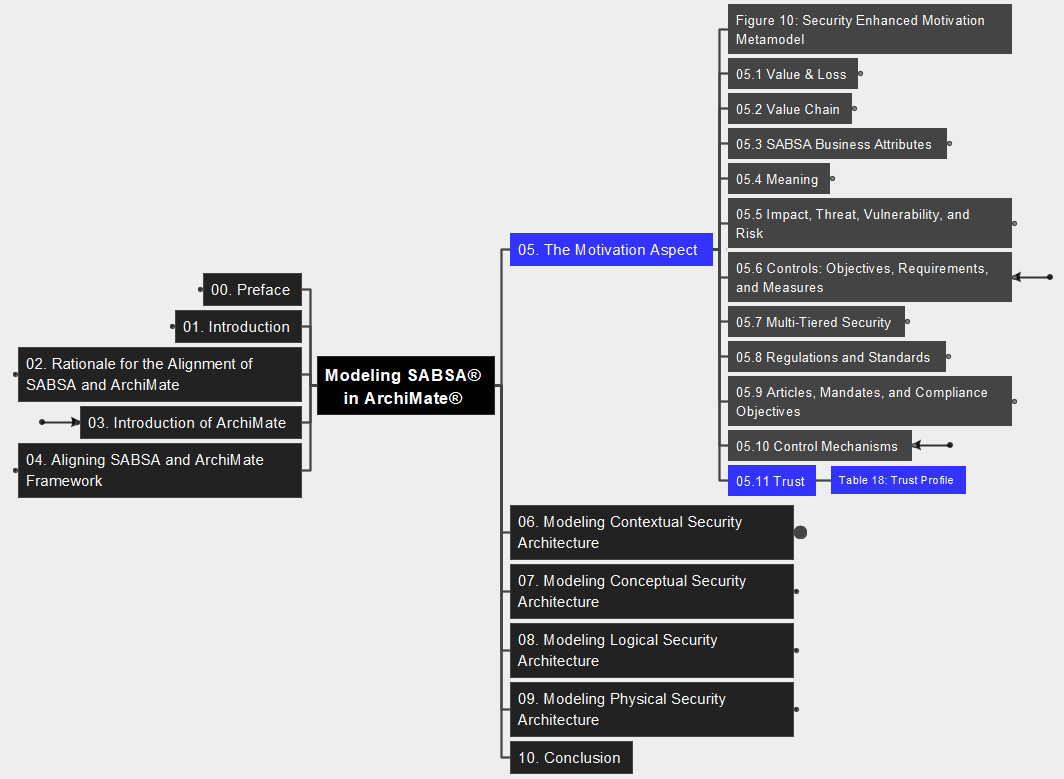 Modeling SABSA®
in ArchiMate®
00. Preface
01. Introduction
02. Rationale for the Alignment of
SABSA and ArchiMate
03. Introduction of ArchiMate
04. Aligning SABSA and ArchiMate
Framework
05. The Motivation Aspect
Figure 10: Security Enhanced Motivation
Metamodel
05.1 Value & Loss
05.2 Value Chain
05.3 SABSA Business Attributes
05.4 Meaning
05.5 Impact, Threat, Vulnerability, and
Risk
05.6 Controls: Objectives, Requirements,
and Measures
05.7 Multi-Tiered Security
05.8 Regulations and Standards
05.9 Articles, Mandates, and Compliance
Objectives
05.10 Control Mechanisms
05.11 Trust
Table 18: Trust Profile
06. Modeling Contextual Security
Architecture
07. Modeling Conceptual Security
Architecture
08. Modeling Logical Security
Architecture
09. Modeling Physical Security
Architecture
10. Conclusion